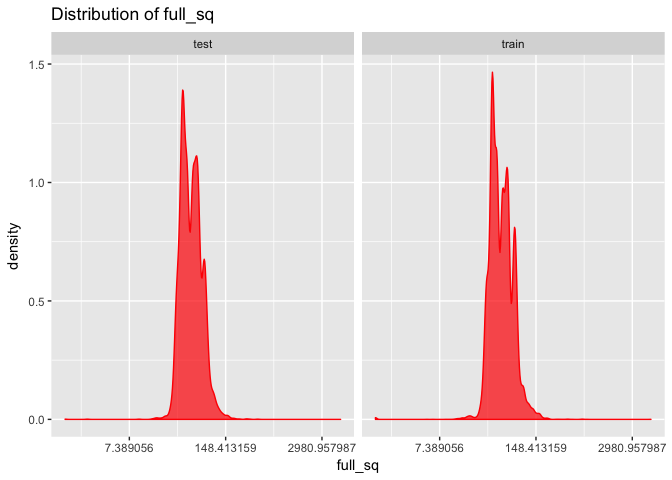 Distribution of full_sq
test train
1.5
1.0
0.5
0.0
density
7.389056 148.413159 2980.957987 7.389056 148.413159 2980.957987
full_sq